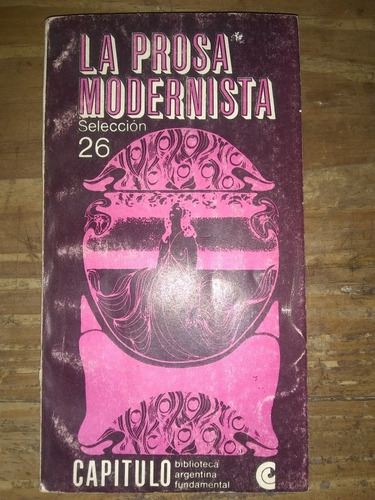 LA PROSA
MODERNISTA
Selección
26
CAPITULO
biblioteca
argentina
fundamental